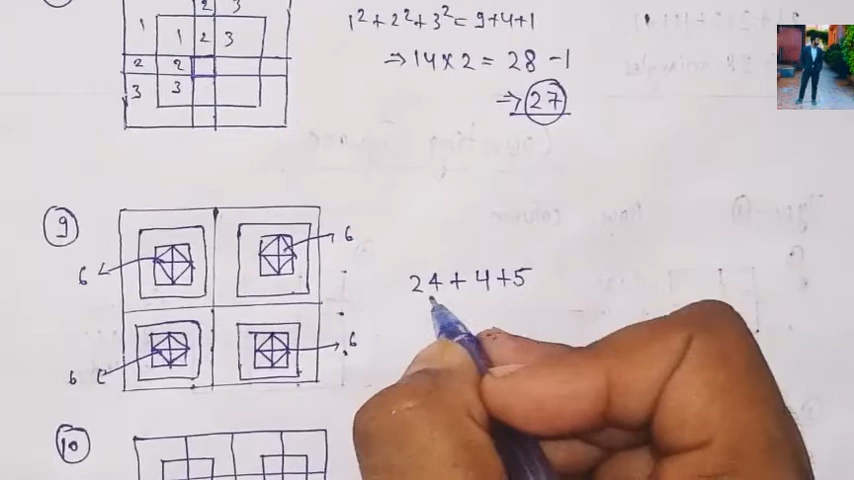 2 3
1 1 2 3
2 2
3 3
1² + 2² + 3² = 9+4+1
⇒ 14 × 2 = 28 - 1
⇒ 27
9
6 6
24 + 4 + 5
6 6
10